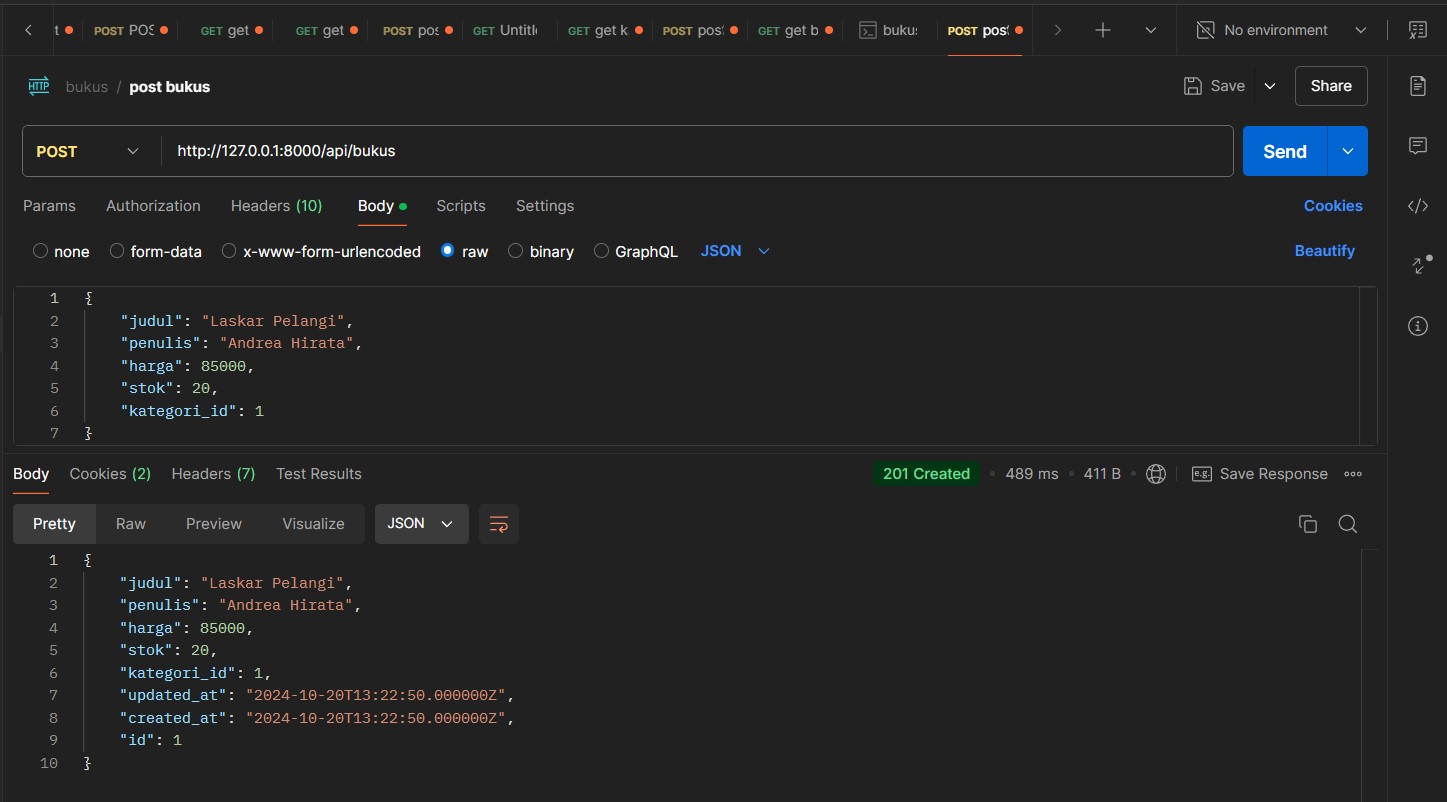 t POST POS GET get GET get POST pos GET Untitl GET get k POST pos GET get b buku POST pos No environment
HTTP bukus / post bukus Save Share
POST http://127.0.0.1:8000/api/bukus Send
Params Authorization Headers (10) Body Scripts Settings Cookies
none form-data x-www-form-urlencoded raw binary GraphQL JSON Beautify
1 {
2 "judul": "Laskar Pelangi",
3 "penulis": "Andrea Hirata",
4 "harga": 85000,
5 "stok": 20,
6 "kategori_id": 1
7 }
Body Cookies (2) Headers (7) Test Results 201 Created • 489 ms • 411 B • e.g. Save Response
Pretty Raw Preview Visualize JSON
1 {
2 "judul": "Laskar Pelangi",
3 "penulis": "Andrea Hirata",
4 "harga": 85000,
5 "stok": 20,
6 "kategori_id": 1,
7 "updated_at": "2024-10-20T13:22:50.000000Z",
8 "created_at": "2024-10-20T13:22:50.000000Z",
9 "id": 1
10 }